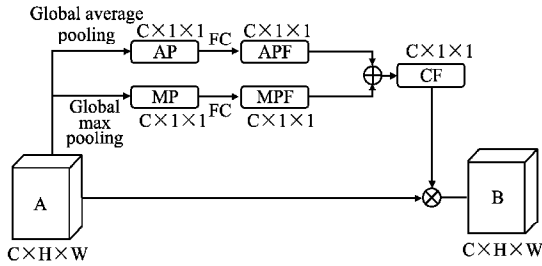 Global average
pooling
C×1×1
FC
C×1×1
AP
APF
C×1×1
CF
MP
MPF
Global
max
pooling
C×1×1
FC
C×1×1
A
B
C×H×W
C×H×W